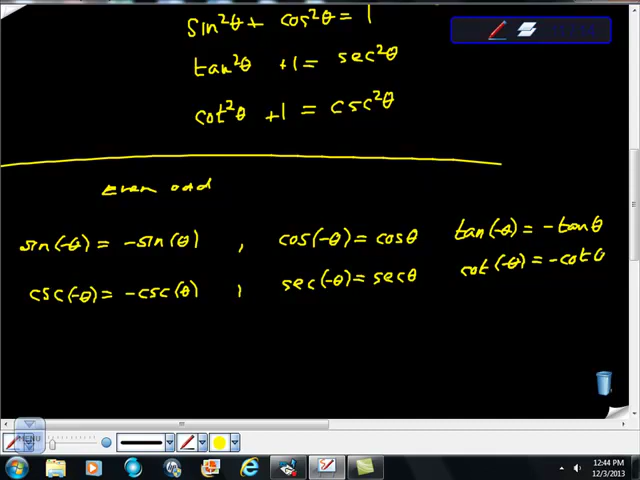 sin²θ + cos²θ = 1
tan²θ +1 = sec²θ
cot²θ +1 = csc²θ
Even odd
sin(-θ) = -sin(θ) , cos(-θ) = cosθ tan(-θ) = -tanθ
csc(-θ) = -csc(θ) , sec(-θ) = secθ cot(-θ) = -cotθ
MENU
12:44 PM
12/3/2013